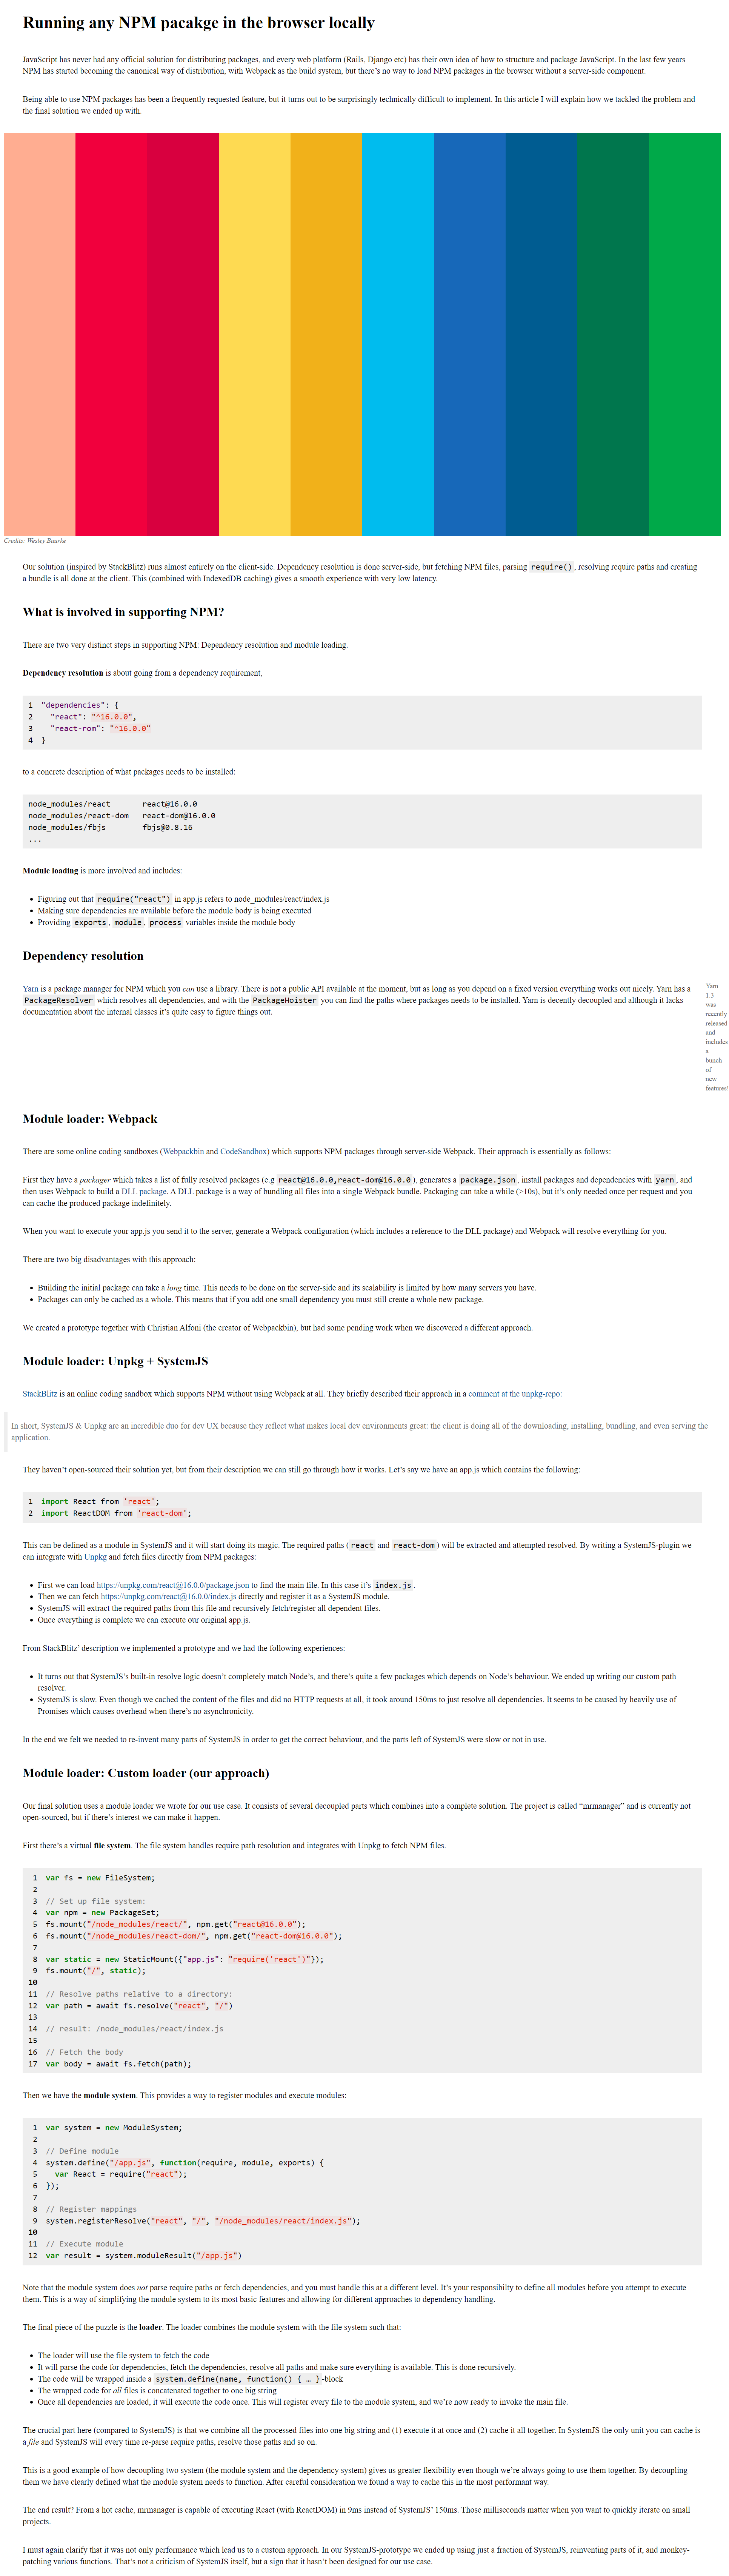 Running any NPM pacakge in the browser locally
JavaScript has never had any official solution for distributing packages, and every web platform (Rails, Django etc) has their own idea of how to structure and package JavaScript. In the last few years
NPM has started becoming the canonical way of distribution, with Webpack as the build system, but there's no way to load NPM packages in the browser without a server-side component.
Being able to use NPM packages has been a frequently requested feature, but it turns out to be surprisingly technically difficult to implement. In this article I will explain how we tackled the problem and
the final solution we ended up with.
Credits: Wesley Bourke
Our solution (inspired by StackBlitz) runs almost entirely on the client-side. Dependency resolution is done server-side, but fetching NPM files, parsing require(), resolving require paths and creating
a bundle is all done at the client. This (combined with IndexedDB caching) gives a smooth experience with very low latency.
What is involved in supporting NPM?
There are two very distinct steps in supporting NPM: Dependency resolution and module loading.
Dependency resolution is about going from a dependency requirement,
1 "dependencies": {
2 "react": "^16.0.0",
3 "react-rom": "^16.0.0"
4 }
to a concrete description of what packages needs to be installed:
node_modules/react react@16.0.0
node_modules/react-dom react-dom@16.0.0
node_modules/fbjs fbjs@0.8.16
...
Module loading is more involved and includes:
• Figuring out that require("react") in app.js refers to node_modules/react/index.js
• Making sure dependencies are available before the module body is being executed
• Providing exports, module, process variables inside the module body
Dependency resolution
Yarn is a package manager for NPM which you can use a library. There is not a public API available at the moment, but as long as you depend on a fixed version everything works out nicely. Yarn has a
PackageResolver which resolves all dependencies, and with the PackageHoister you can find the paths where packages needs to be installed. Yarn is decently decoupled and although it lacks
documentation about the internal classes it's quite easy to figure things out.
Yarn
1.3
was
recently
released
and
includes
a
bunch
of
new
features!
Module loader: Webpack
There are some online coding sandboxes (Webpackbin and CodeSandbox) which supports NPM packages through server-side Webpack. Their approach is essentially as follows:
First they have a packager which takes a list of fully resolved packages (e.g react@16.0.0,react-dom@16.0.0), generates a package.json, install packages and dependencies with yarn, and
then uses Webpack to build a DLL package. A DLL package is a way of bundling all files into a single Webpack bundle. Packaging can take a while (>10s), but it's only needed once per request and you
can cache the produced package indefinitely.
When you want to execute your app.js you send it to the server, generate a Webpack configuration (which includes a reference to the DLL package) and Webpack will resolve everything for you.
There are two big disadvantages with this approach:
• Building the initial package can take a long time. This needs to be done on the server-side and its scalability is limited by how many servers you have.
• Packages can only be cached as a whole. This means that if you add one small dependency you must still create a whole new package.
We created a prototype together with Christian Alfoni (the creator of Webpackbin), but had some pending work when we discovered a different approach.
Module loader: Unpkg + SystemJS
StackBlitz is an online coding sandbox which supports NPM without using Webpack at all. They briefly described their approach in a comment at the unpkg-repo:
In short, SystemJS & Unpkg are an incredible duo for dev UX because they reflect what makes local dev environments great: the client is doing all of the downloading, installing, bundling, and even serving the
application.
They haven't open-sourced their solution yet, but from their description we can still go through how it works. Let's say we have an app.js which contains the following:
1 import React from 'react';
2 import ReactDOM from 'react-dom';
This can be defined as a module in SystemJS and it will start doing its magic. The required paths (react and react-dom) will be extracted and attempted resolved. By writing a SystemJS-plugin we
can integrate with Unpkg and fetch files directly from NPM packages:
• First we can load https://unpkg.com/react@16.0.0/package.json to find the main file. In this case it's index.js.
• Then we can fetch https://unpkg.com/react@16.0.0/index.js directly and register it as a SystemJS module.
• SystemJS will extract the required paths from this file and recursively fetch/register all dependent files.
• Once everything is complete we can execute our original app.js.
From StackBlitz' description we implemented a prototype and we had the following experiences:
• It turns out that SystemJS's built-in resolve logic doesn't completely match Node's, and there's quite a few packages which depends on Node's behaviour. We ended up writing our custom path
resolver.
• SystemJS is slow. Even though we cached the content of the files and did no HTTP requests at all, it took around 150ms to just resolve all dependencies. It seems to be caused by heavily use of
Promises which causes overhead when there's no asynchronicity.
In the end we felt we needed to re-invent many parts of SystemJS in order to get the correct behaviour, and the parts left of SystemJS were slow or not in use.
Module loader: Custom loader (our approach)
Our final solution uses a module loader we wrote for our use case. It consists of several decoupled parts which combines into a complete solution. The project is called “mrmanager” and is currently not
open-sourced, but if there's interest we can make it happen.
First there's a virtual file system. The file system handles require path resolution and integrates with Unpkg to fetch NPM files.
1 var fs = new FileSystem;
2
3 // Set up file system:
4 var npm = new PackageSet;
5 fs.mount("/node_modules/react/", npm.get("react@16.0.0");
6 fs.mount("/node_modules/react-dom/", npm.get("react-dom@16.0.0");
7
8 var static = new StaticMount({"app.js": "require('react')"});
9 fs.mount("/", static);
10
11 // Resolve paths relative to a directory:
12 var path = await fs.resolve("react", "/")
13
14 // result: /node_modules/react/index.js
15
16 // Fetch the body
17 var body = await fs.fetch(path);
Then we have the module system. This provides a way to register modules and execute modules:
1 var system = new ModuleSystem;
2
3 // Define module
4 system.define("/app.js", function(require, module, exports) {
5 var React = require("react");
6 });
7
8 // Register mappings
9 system.registerResolve("react", "/", "/node_modules/react/index.js");
10
11 // Execute module
12 var result = system.moduleResult("/app.js")
Note that the module system does not parse require paths or fetch dependencies, and you must handle this at a different level. It's your responsibilty to define all modules before you attempt to execute
them. This is a way of simplifying the module system to its most basic features and allowing for different approaches to dependency handling.
The final piece of the puzzle is the loader. The loader combines the module system with the file system such that:
• The loader will use the file system to fetch the code
• It will parse the code for dependencies, fetch the dependencies, resolve all paths and make sure everything is available. This is done recursively.
• The code will be wrapped inside a system.define(name, function() { … }-block
• The wrapped code for all files is concatenated together to one big string
• Once all dependencies are loaded, it will execute the code once. This will register every file to the module system, and we're now ready to invoke the main file.
The crucial part here (compared to SystemJS) is that we combine all the processed files into one big string and (1) execute it at once and (2) cache it all together. In SystemJS the only unit you can cache is
a file and SystemJS will every time re-parse require paths, resolve those paths and so on.
This is a good example of how decoupling two system (the module system and the dependency system) gives us greater flexibility even though we're always going to use them together. By decoupling
them we have clearly defined what the module system needs to function. After careful consideration we found a way to cache this in the most performant way.
The end result? From a hot cache, mrmanager is capable of executing React (with ReactDOM) in 9ms instead of SystemJS' 150ms. Those milliseconds matter when you want to quickly iterate on small
projects.
I must again clarify that it was not only performance which lead us to a custom approach. In our SystemJS-prototype we ended up using just a fraction of SystemJS, reinventing parts of it, and monkey-
patching various functions. That's not a criticism of SystemJS itself, but a sign that it hasn't been designed for our use case.